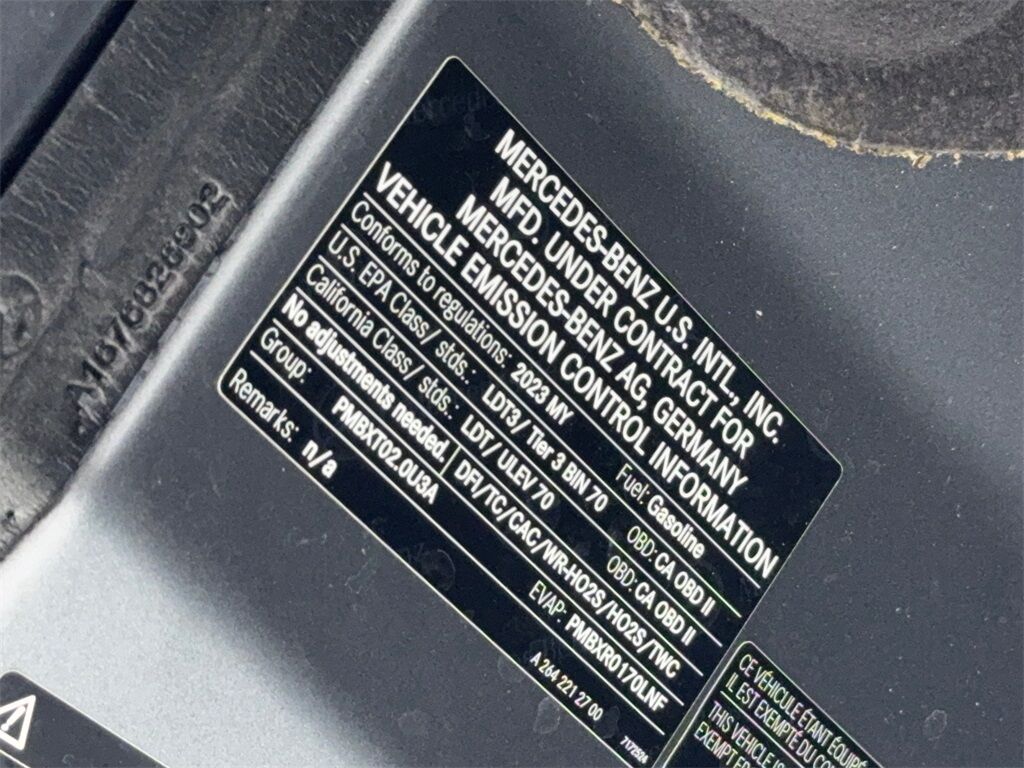 MERCEDES-BENZ U.S. INTL., INC.
MFD. UNDER CONTRACT FOR
MERCEDES-BENZ AG, GERMANY
VEHICLE EMISSION CONTROL INFORMATION
Conforms to regulations: 2023 MY Fuel: Gasoline
U.S. EPA Class/ stds.: LDT3/ Tier 3 BIN 70 OBD: CA OBD II
California Class/ stds.: LDT/ ULEV 70 OBD: CA OBD II
No adjustments needed. DFI/TC/CAC/WR-HO2S/HO2S/TWC
Group: PMBXT02.0U3A EVAP: PMBXR0170LNF
Remarks: n/a
A 264 221 27 00
7172524
A1676828902
CE VÉHICULE ÉTANT ÉQUIPÉ
IL EST EXEMPTÉ DU
THIS VEHICLE
EXEMPT